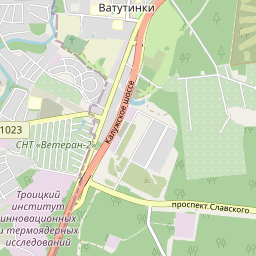 Ватутинки
Калужское шоссе
1023
СНТ «Ветеран-2»
проспект Славского
Троицкий
институт
инновационных
и термоядерных
исследований